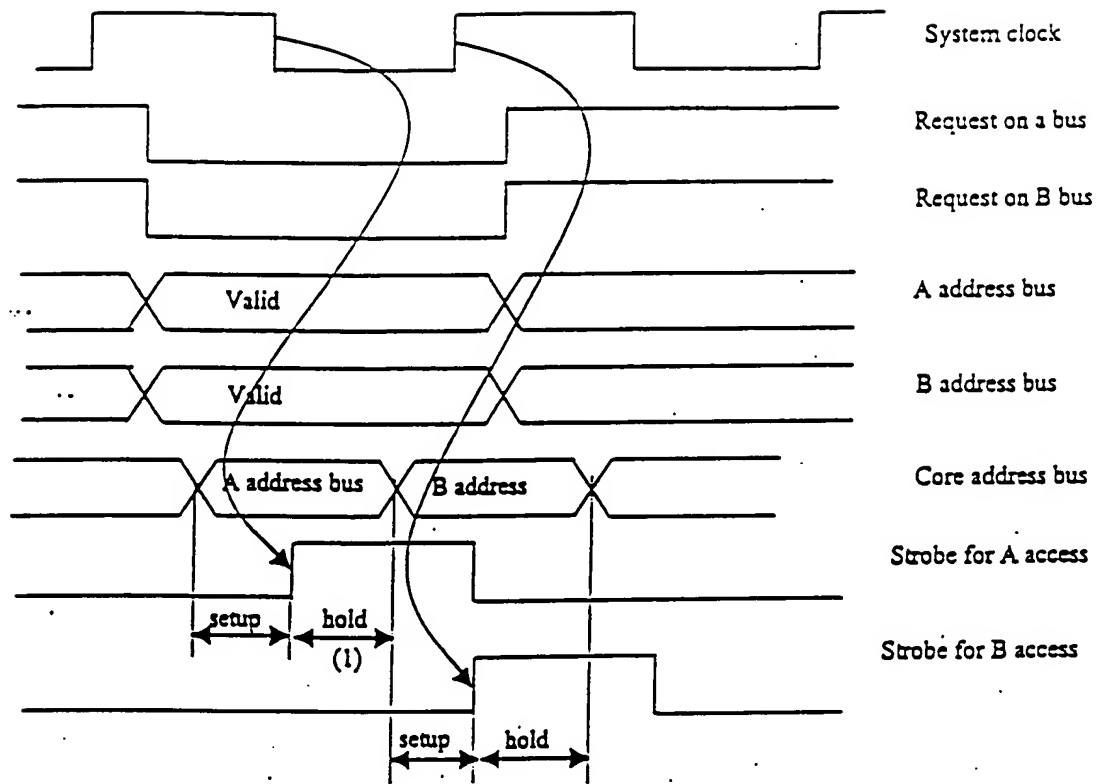 System clock
Request on a bus
Request on B bus
Valid
A address bus
Valid
B address bus
A address bus
B address
Core address bus
Strobe for A access
setup
hold
(1)
Strobe for B access
setup
hold